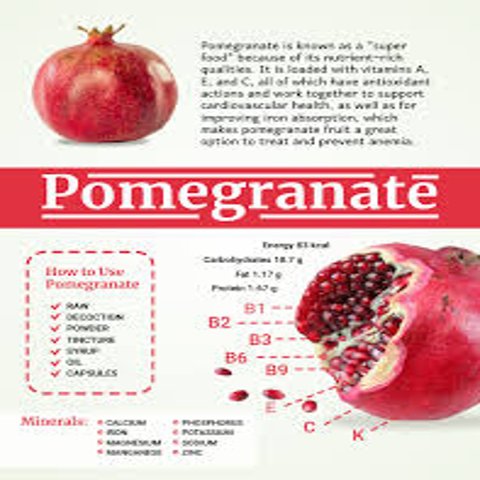 Pomegranate is known as a "super
food" because of its nutrient-rich
qualities. It is loaded with vitamins A,
E, and C, all of which have antioxidant
actions and work together to support
cardiovascular health, as well as for
improving iron absorption, which
makes pomegranate fruit a great
option to treat and prevent anemia.
Pomegranate
Energy 83 kcal
Carbohydrates 18.7 g
Fat 1.17 g
Protein 1.67 g
How to Use
Pomegranate
RAW
DECOCTION
POWDER
TINCTURE
SYRUP
OIL
CAPSULES
B1
B2
B3
B6
B9
E
C
K
Minerals:
CALCIUM
IRON
MAGNESIUM
MANGANESE
PHOSPHORUS
POTASSIUM
SODIUM
ZINC